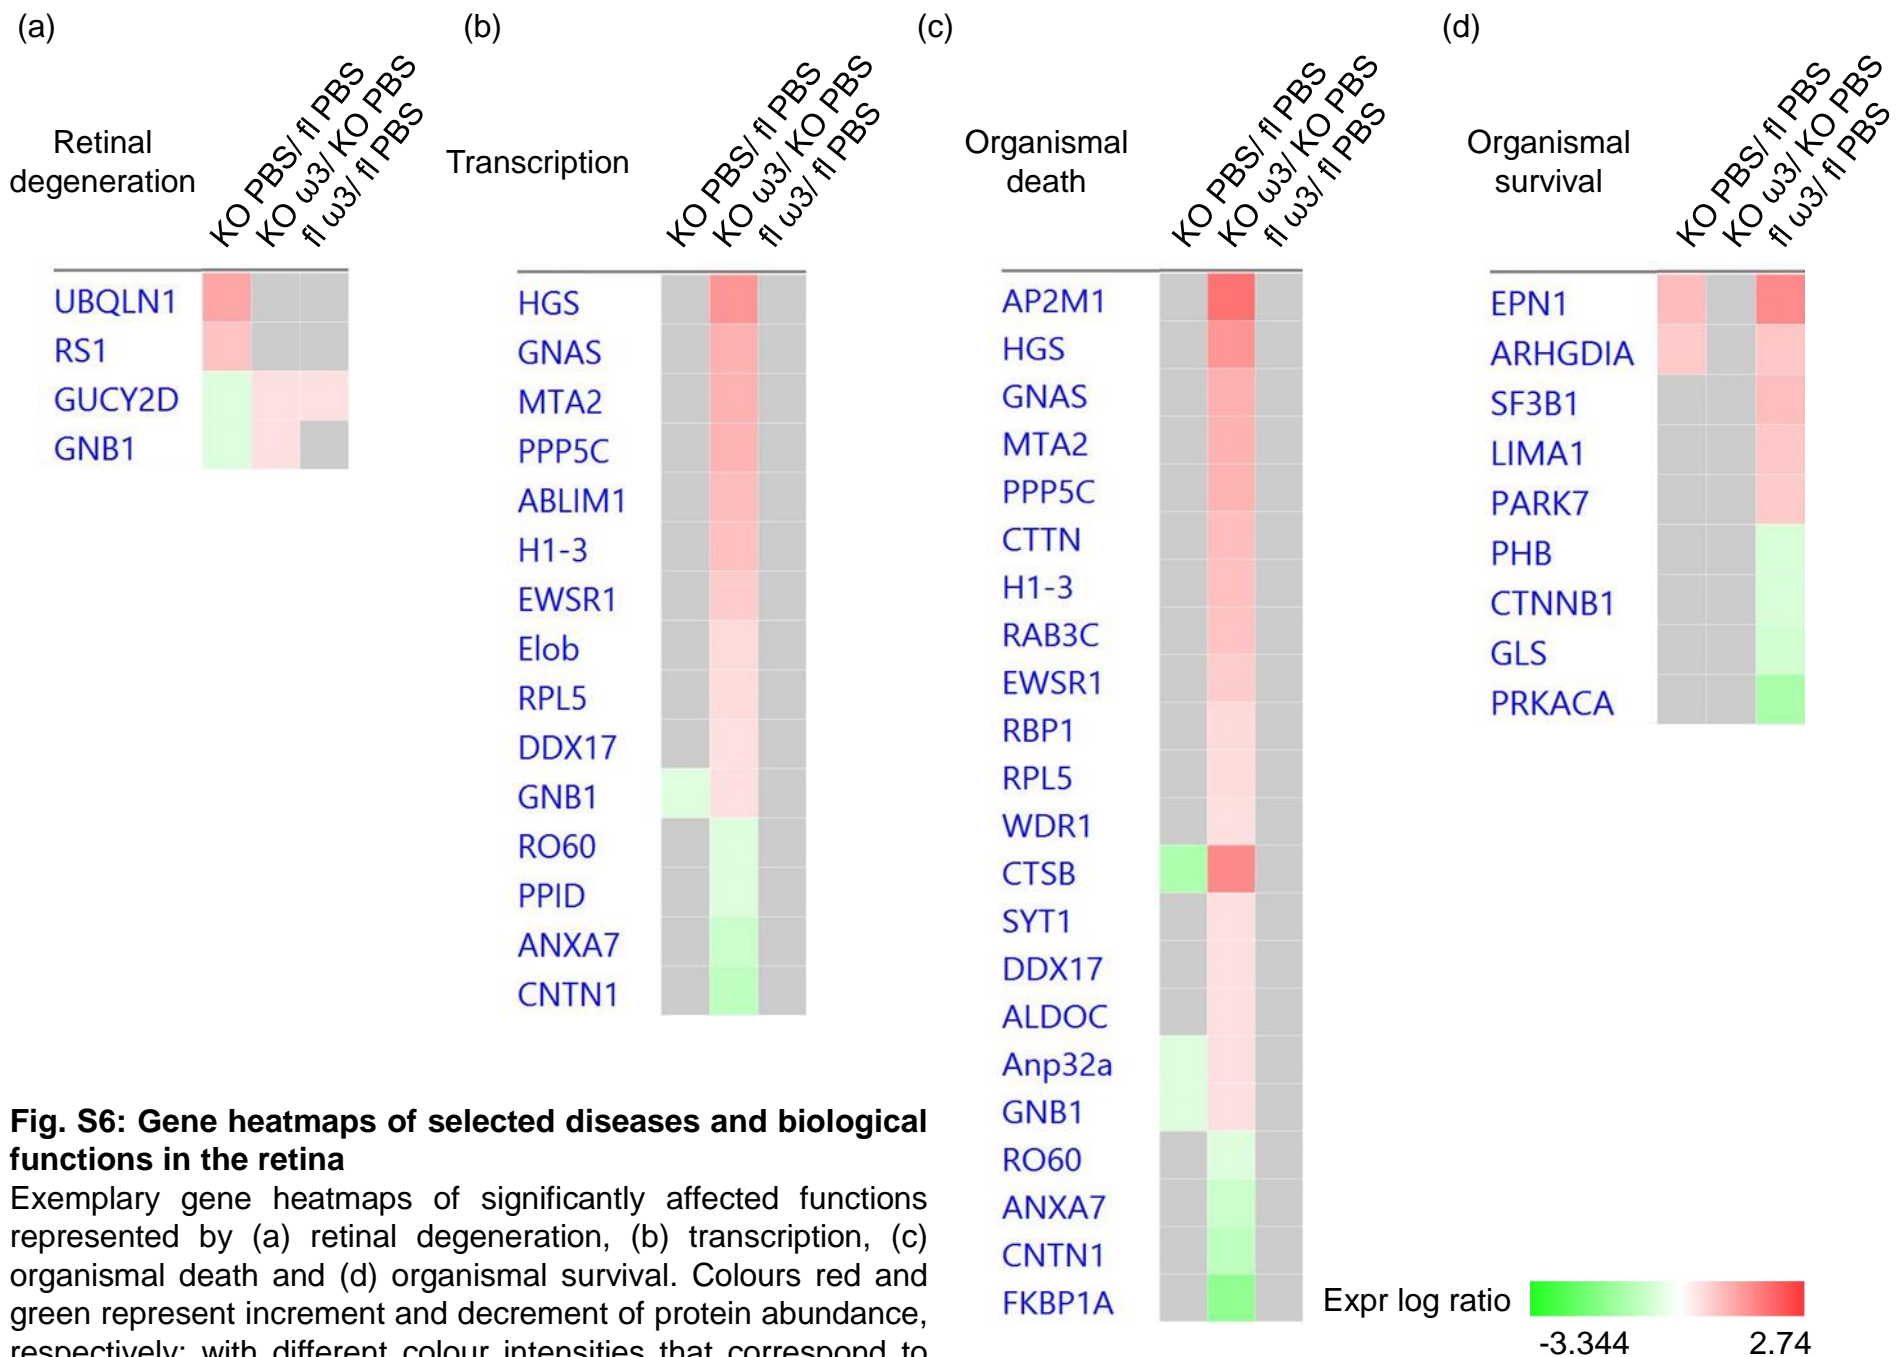 (a)
Retinal
degeneration
KO PBS/ fl PBS
KO ω3/ KO PBS
fl ω3/ fl PBS
UBQLN1
RS1
GUCY2D
GNB1
(b)
Transcription
KO PBS/ fl PBS
KO ω3/ KO PBS
fl ω3/ fl PBS
HGS
GNAS
MTA2
PPP5C
ABLIM1
H1-3
EWSR1
Elob
RPL5
DDX17
GNB1
RO60
PPID
ANXA7
CNTN1
(c)
Organismal
death
KO PBS/ fl PBS
KO ω3/ KO PBS
fl ω3/ fl PBS
AP2M1
HGS
GNAS
MTA2
PPP5C
CTTN
H1-3
RAB3C
EWSR1
RBP1
RPL5
WDR1
CTSB
SYT1
DDX17
ALDOC
Anp32a
GNB1
RO60
ANXA7
CNTN1
FKBP1A
(d)
Organismal
survival
KO PBS/ fl PBS
KO ω3/ KO PBS
fl ω3/ fl PBS
EPN1
ARHGDIA
SF3B1
LIMA1
PARK7
PHB
CTNNB1
GLS
PRKACA
Expr log ratio
-3.344 2.74
Fig. S6: Gene heatmaps of selected diseases and biological
functions in the retina
Exemplary gene heatmaps of significantly affected functions
represented by (a) retinal degeneration, (b) transcription, (c)
organismal death and (d) organismal survival. Colours red and
green represent increment and decrement of protein abundance,
respectively; with different colour intensities that correspond to